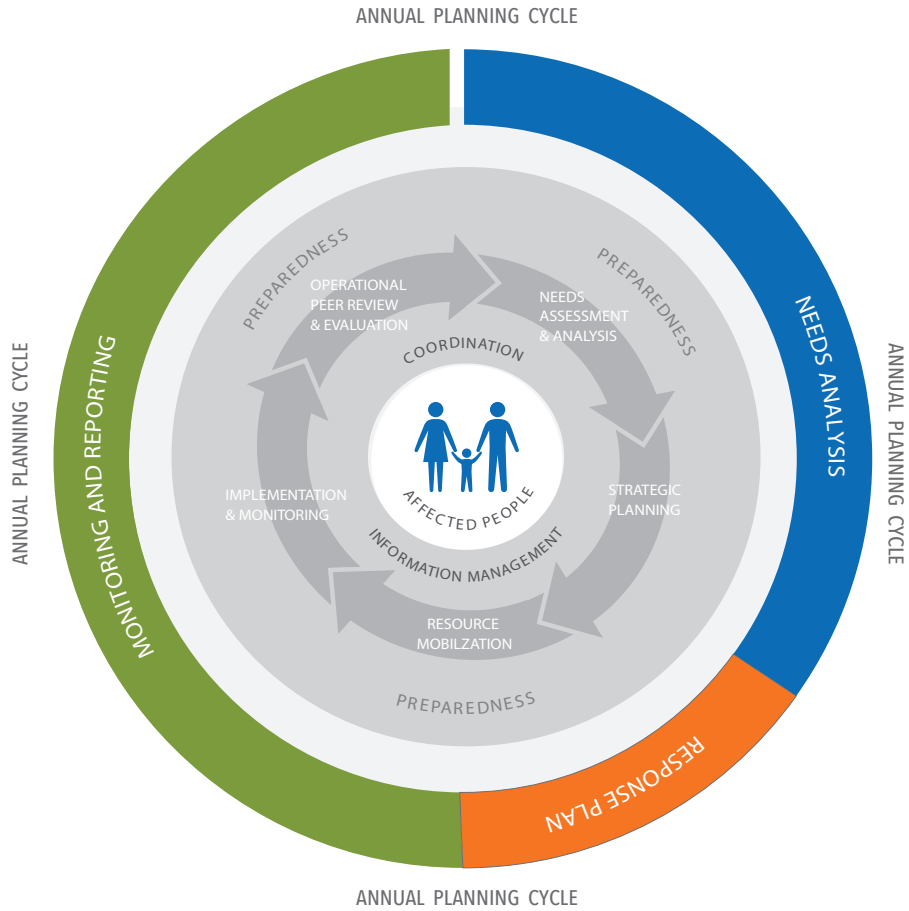 ANNUAL PLANNING CYCLE
PREPAREDNESS
PREPAREDNESS
OPERATIONAL
PEER REVIEW
& EVALUATION
NEEDS
ASSESSMENT
& ANALYSIS
NEEDS ANALYSIS
COORDINATION
ANNUAL PLANNING CYCLE
MONITORING AND REPORTING
ANNUAL PLANNING CYCLE
IMPLEMENTATION
& MONITORING
AFFECTED PEOPLE
STRATEGIC
PLANNING
INFORMATION MANAGEMENT
RESOURCE
MOBILZATION
PREPAREDNESS
RESPONSE PLAN
ANNUAL PLANNING CYCLE